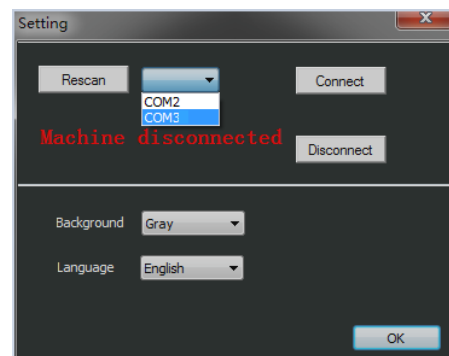 Setting
Rescan
Connect
COM2
COM3
Machine disconnected
Disconnect
Background
Gray
Language
English
OK